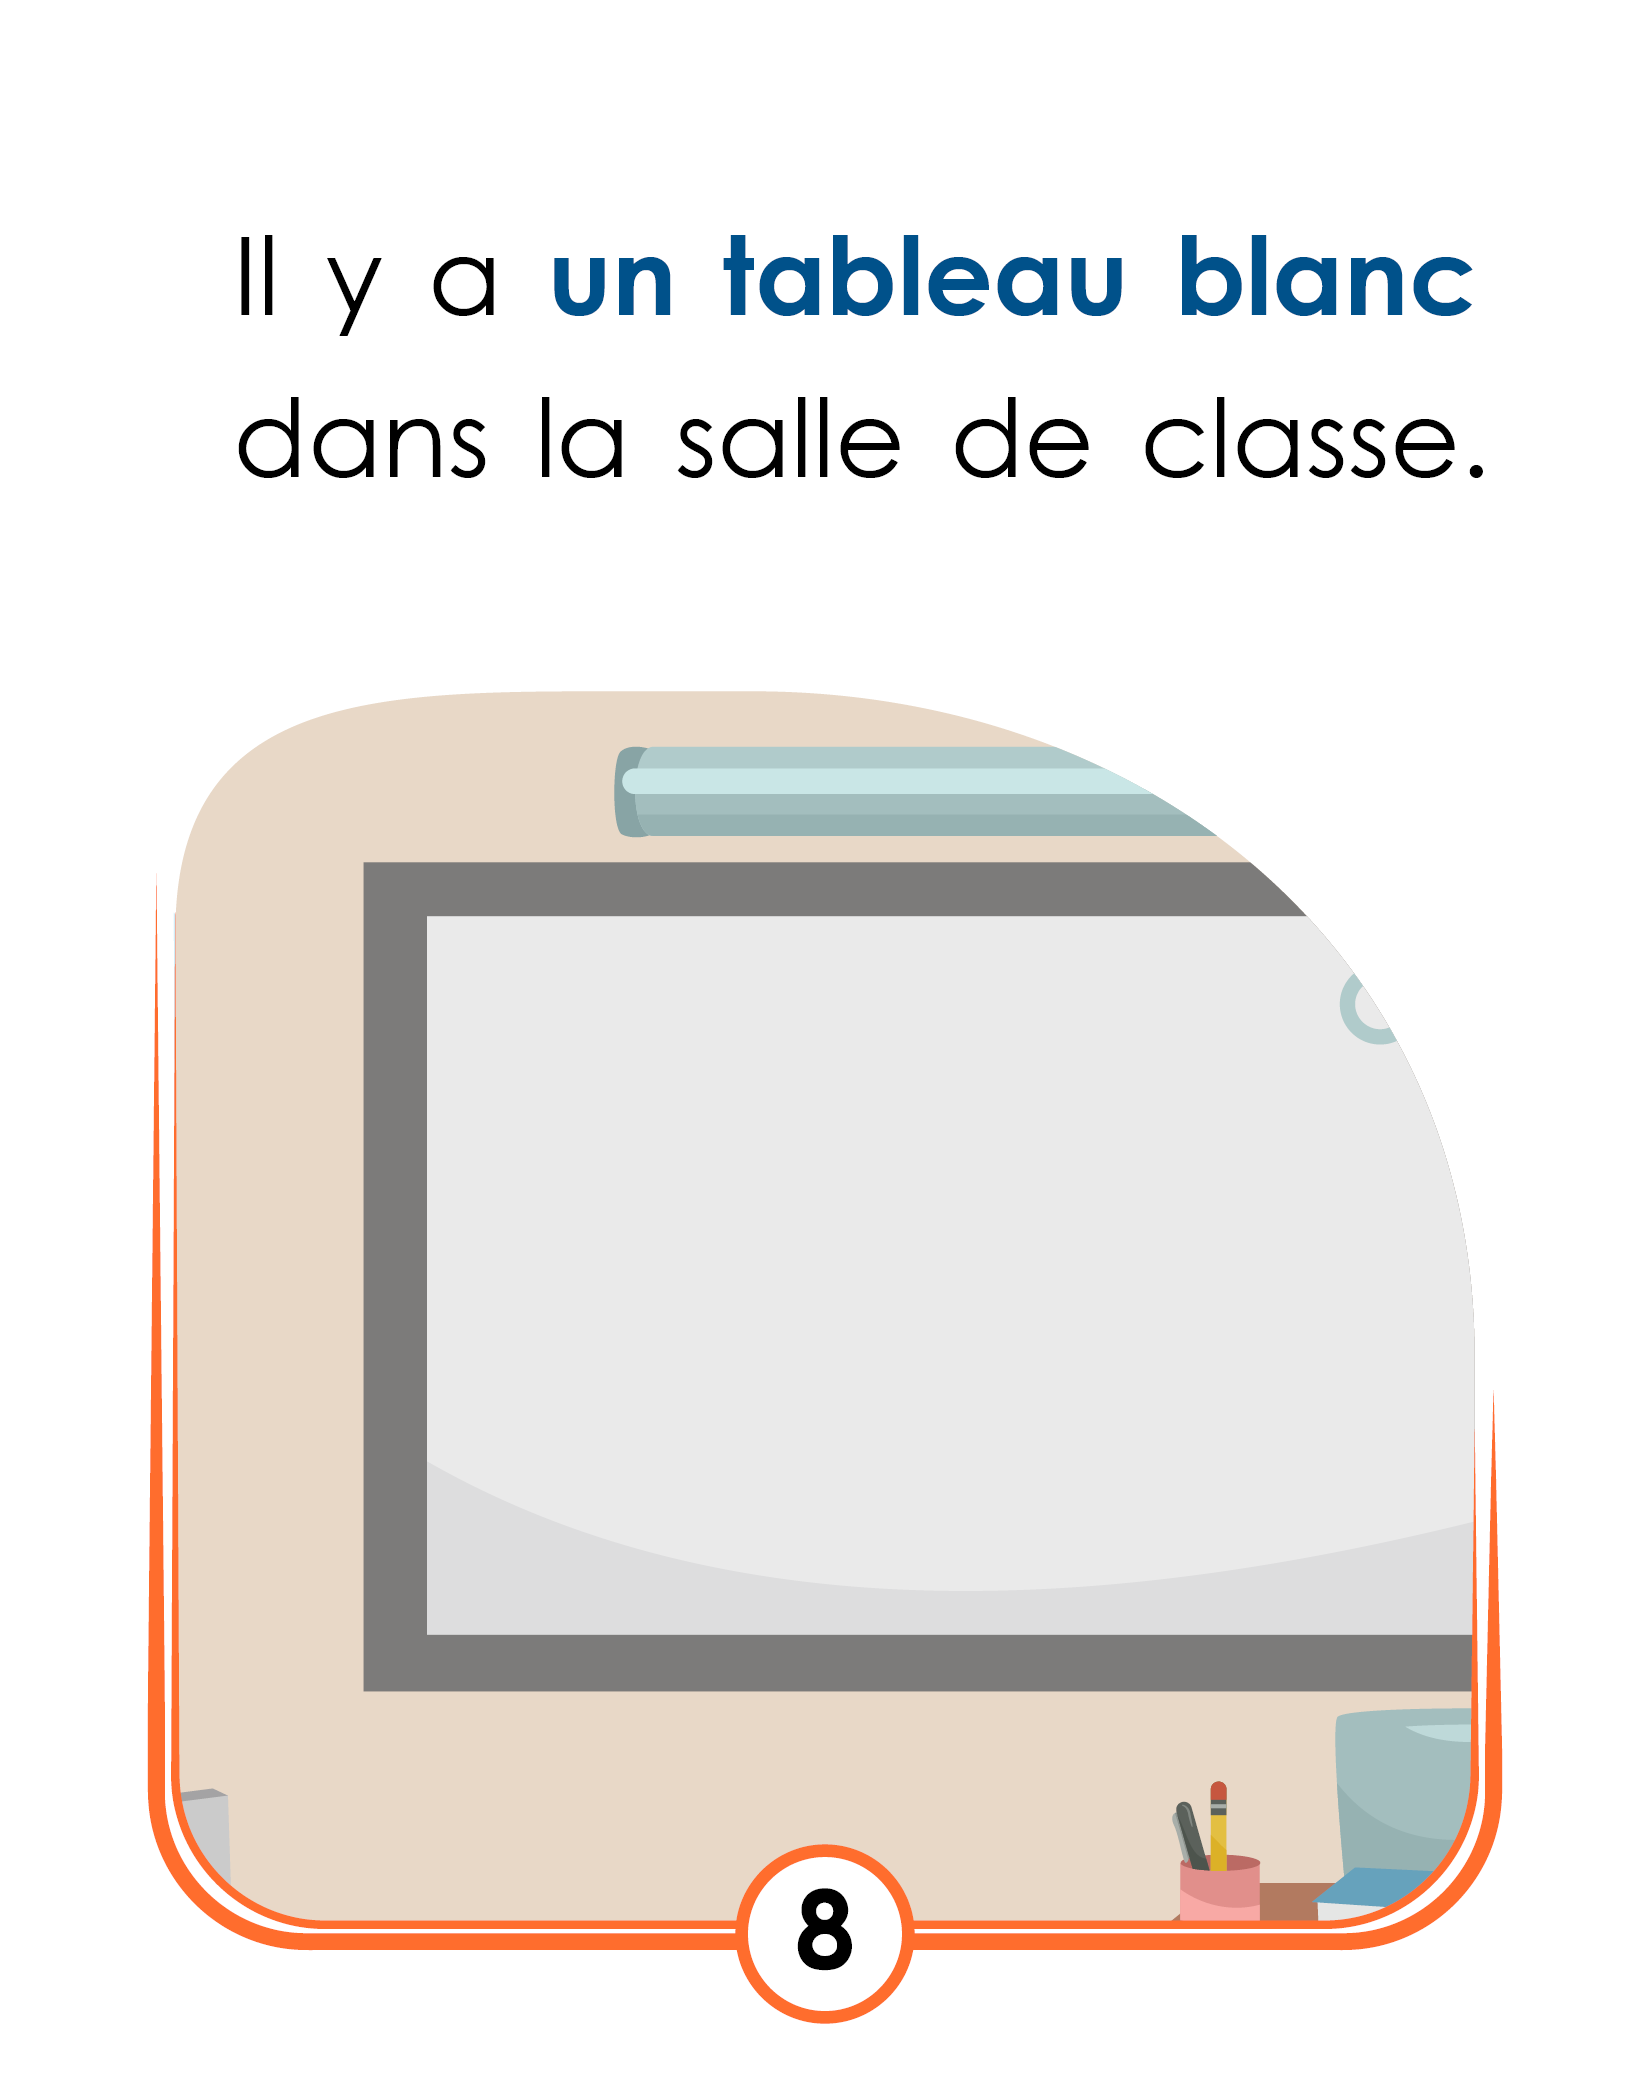 Il y a un tableau blanc
dans la salle de classe.
8